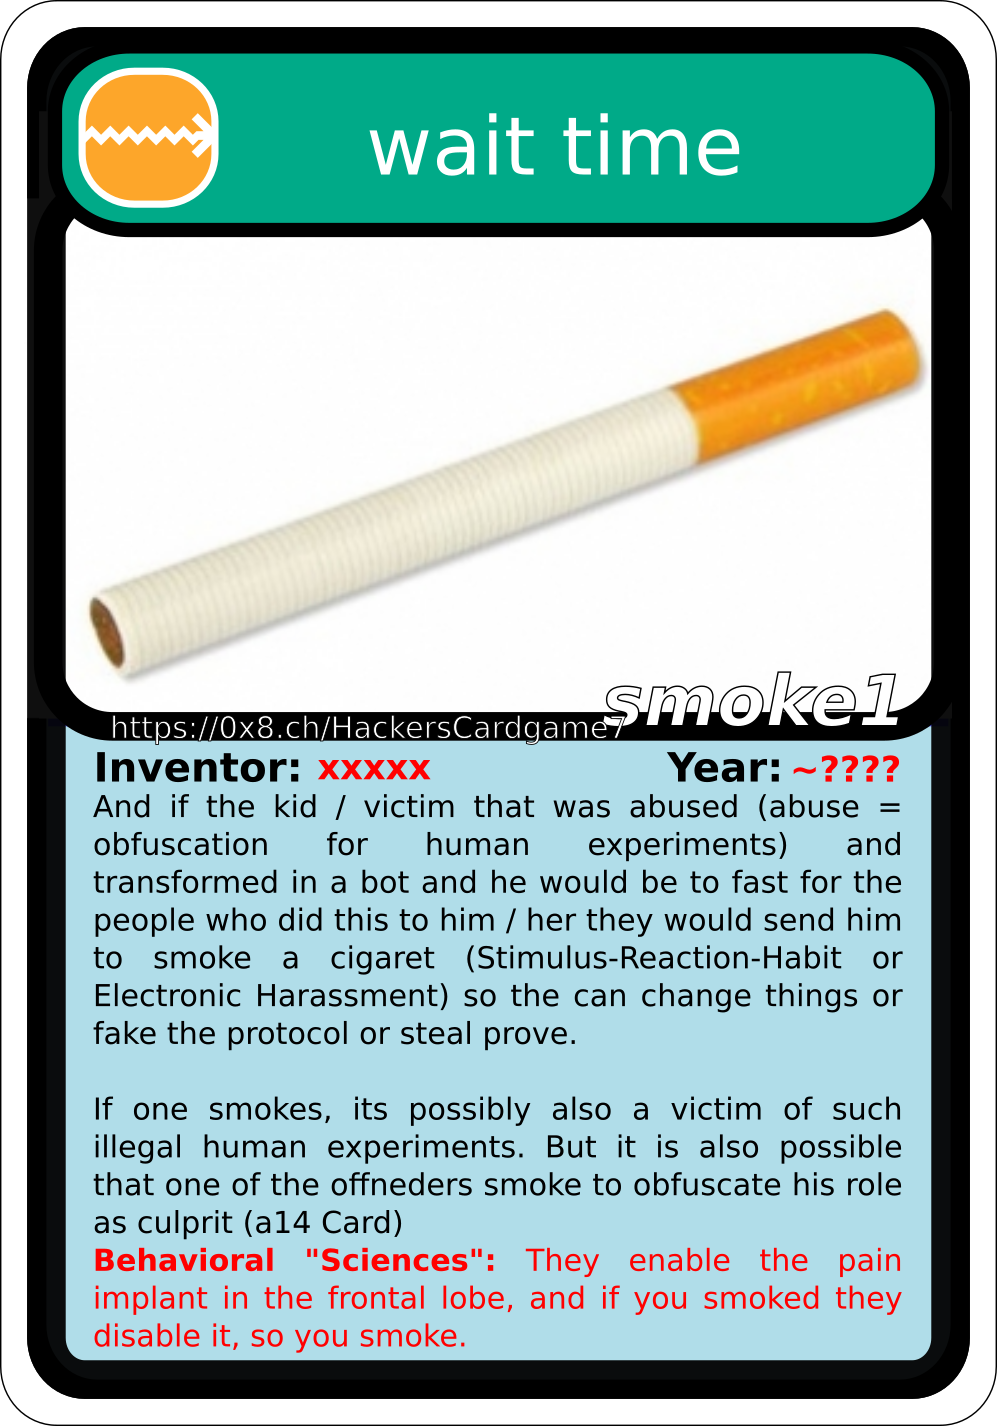 wait time
smoke1
https://0x8.ch/HackersCardgame7
Inventor: xxxxx Year: ~????
And if the kid / victim that was abused (abuse =
obfuscation for human experiments) and
transformed in a bot and he would be to fast for the
people who did this to him / her they would send him
to smoke a cigaret (Stimulus-Reaction-Habit or
Electronic Harassment) so the can change things or
fake the protocol or steal prove.
If one smokes, its possibly also a victim of such
illegal human experiments. But it is also possible
that one of the offneders smoke to obfuscate his role
as culprit (a14 Card)
Behavioral "Sciences": They enable the pain
implant in the frontal lobe, and if you smoked they
disable it, so you smoke.